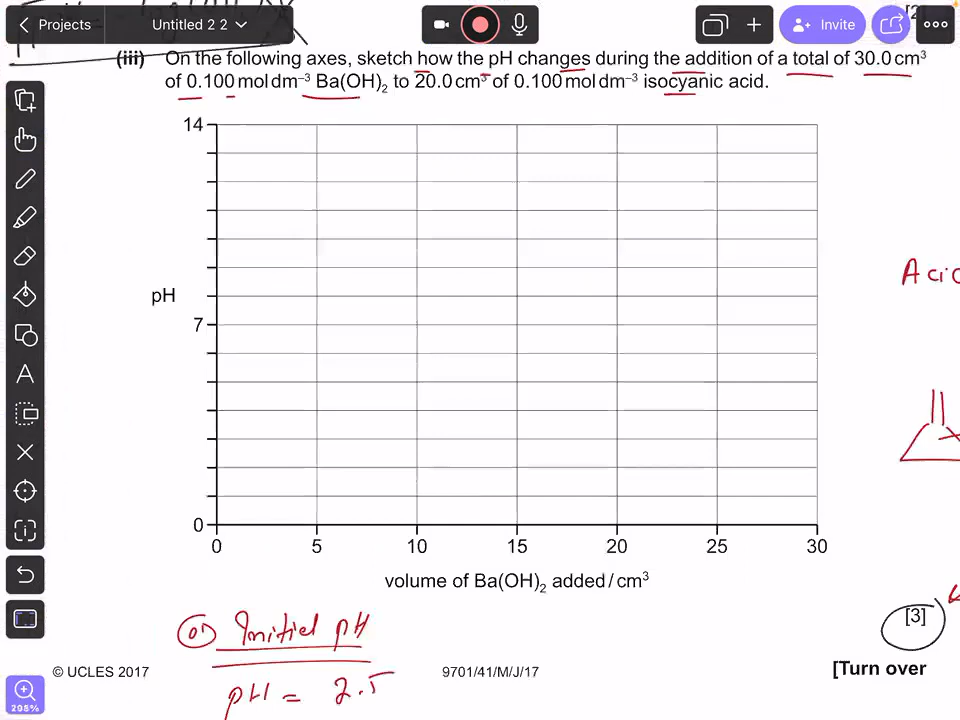 Projects
Untitled 2 2
Invite
[2]
(iii) On the following axes, sketch how the pH changes during the addition of a total of 30.0 cm³
of 0.100 mol dm⁻³ Ba(OH)₂ to 20.0 cm³ of 0.100 mol dm⁻³ isocyanic acid.
14
pH
7
0
0 5 10 15 20 25 30
volume of Ba(OH)₂ added / cm³
Initial pH
pH = 2.5
[3]
© UCLES 2017
9701/41/M/J/17
[Turn over
298%